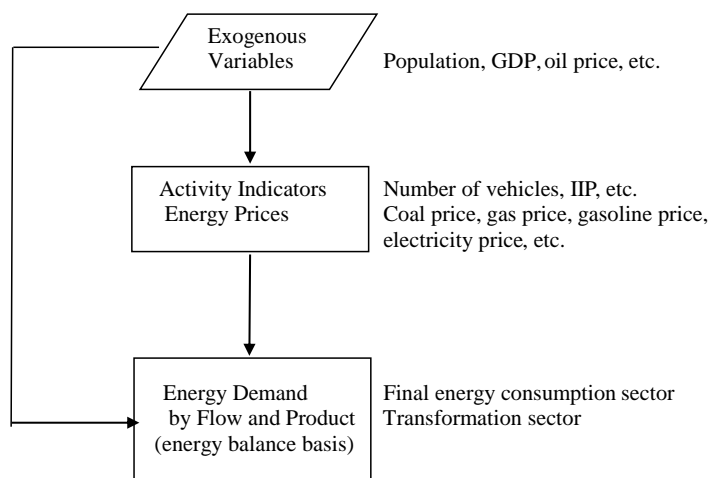 Exogenous
Variables
Population, GDP, oil price, etc.
Activity Indicators
Energy Prices
Number of vehicles, IIP, etc.
Coal price, gas price, gasoline price,
electricity price, etc.
Energy Demand
by Flow and Product
(energy balance basis)
Final energy consumption sector
Transformation sector